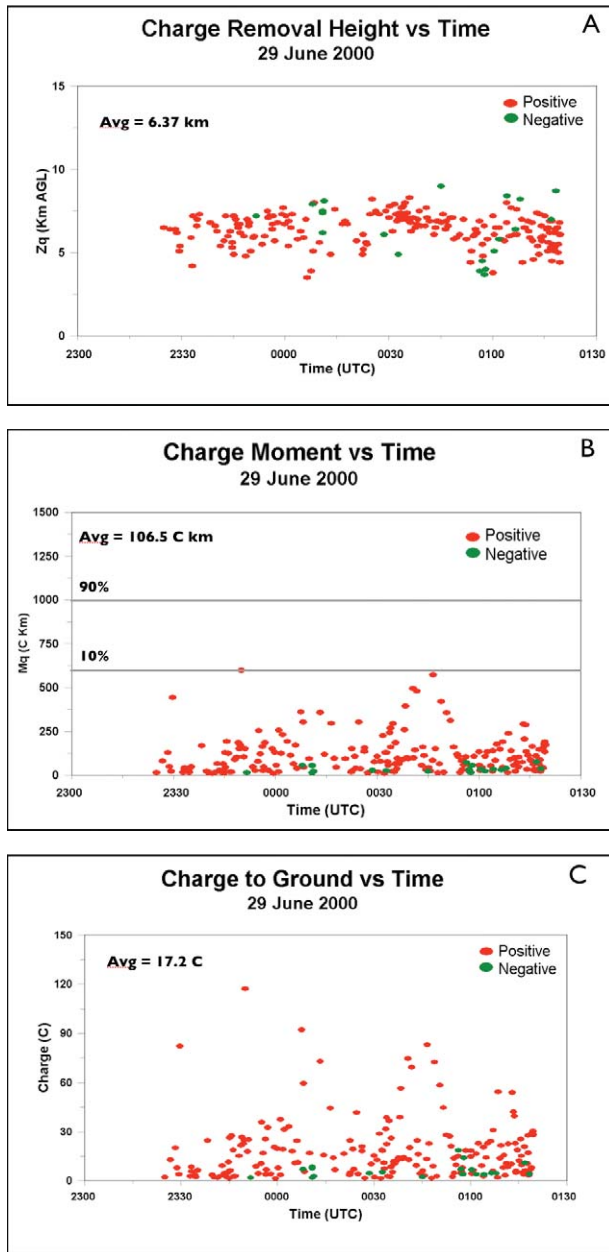 A
Charge Removal Height vs Time
29 June 2000
15
10
5
0
Zq (Km AGL)
Avg = 6.37 km
Positive
Negative
2300 2330 0000 0030 0100 0130
Time (UTC)
B
Charge Moment vs Time
29 June 2000
1500
1250
1000
750
500
250
0
Mq (C Km)
Avg = 106.5 C km
Positive
Negative
90%
10%
2300 2330 0000 0030 0100 0130
Time (UTC)
C
Charge to Ground vs Time
29 June 2000
150
120
90
60
30
0
Charge (C)
Avg = 17.2 C
Positive
Negative
2300 2330 0000 0030 0100 0130
Time (UTC)